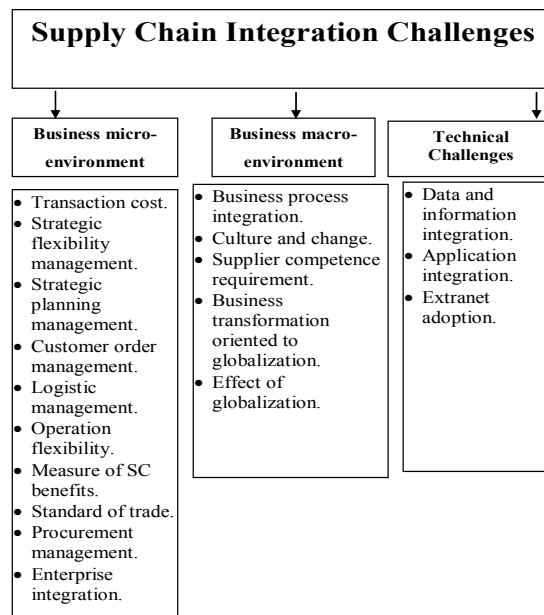 Supply Chain Integration Challenges
Business micro-
environment
• Transaction cost.
• Strategic
flexibility
management.
• Strategic
planning
management.
• Customer order
management.
• Logistic
management.
• Operation
flexibility.
• Measure of SC
benefits.
• Standard of trade.
• Procurement
management.
• Enterprise
integration.
Business macro-
environment
• Business process
integration.
• Culture and change.
• Supplier competence
requirement.
• Business
transformation
oriented to
globalization.
• Effect of
globalization.
Technical
Challenges
• Data and
information
integration.
• Application
integration.
• Extranet
adoption.